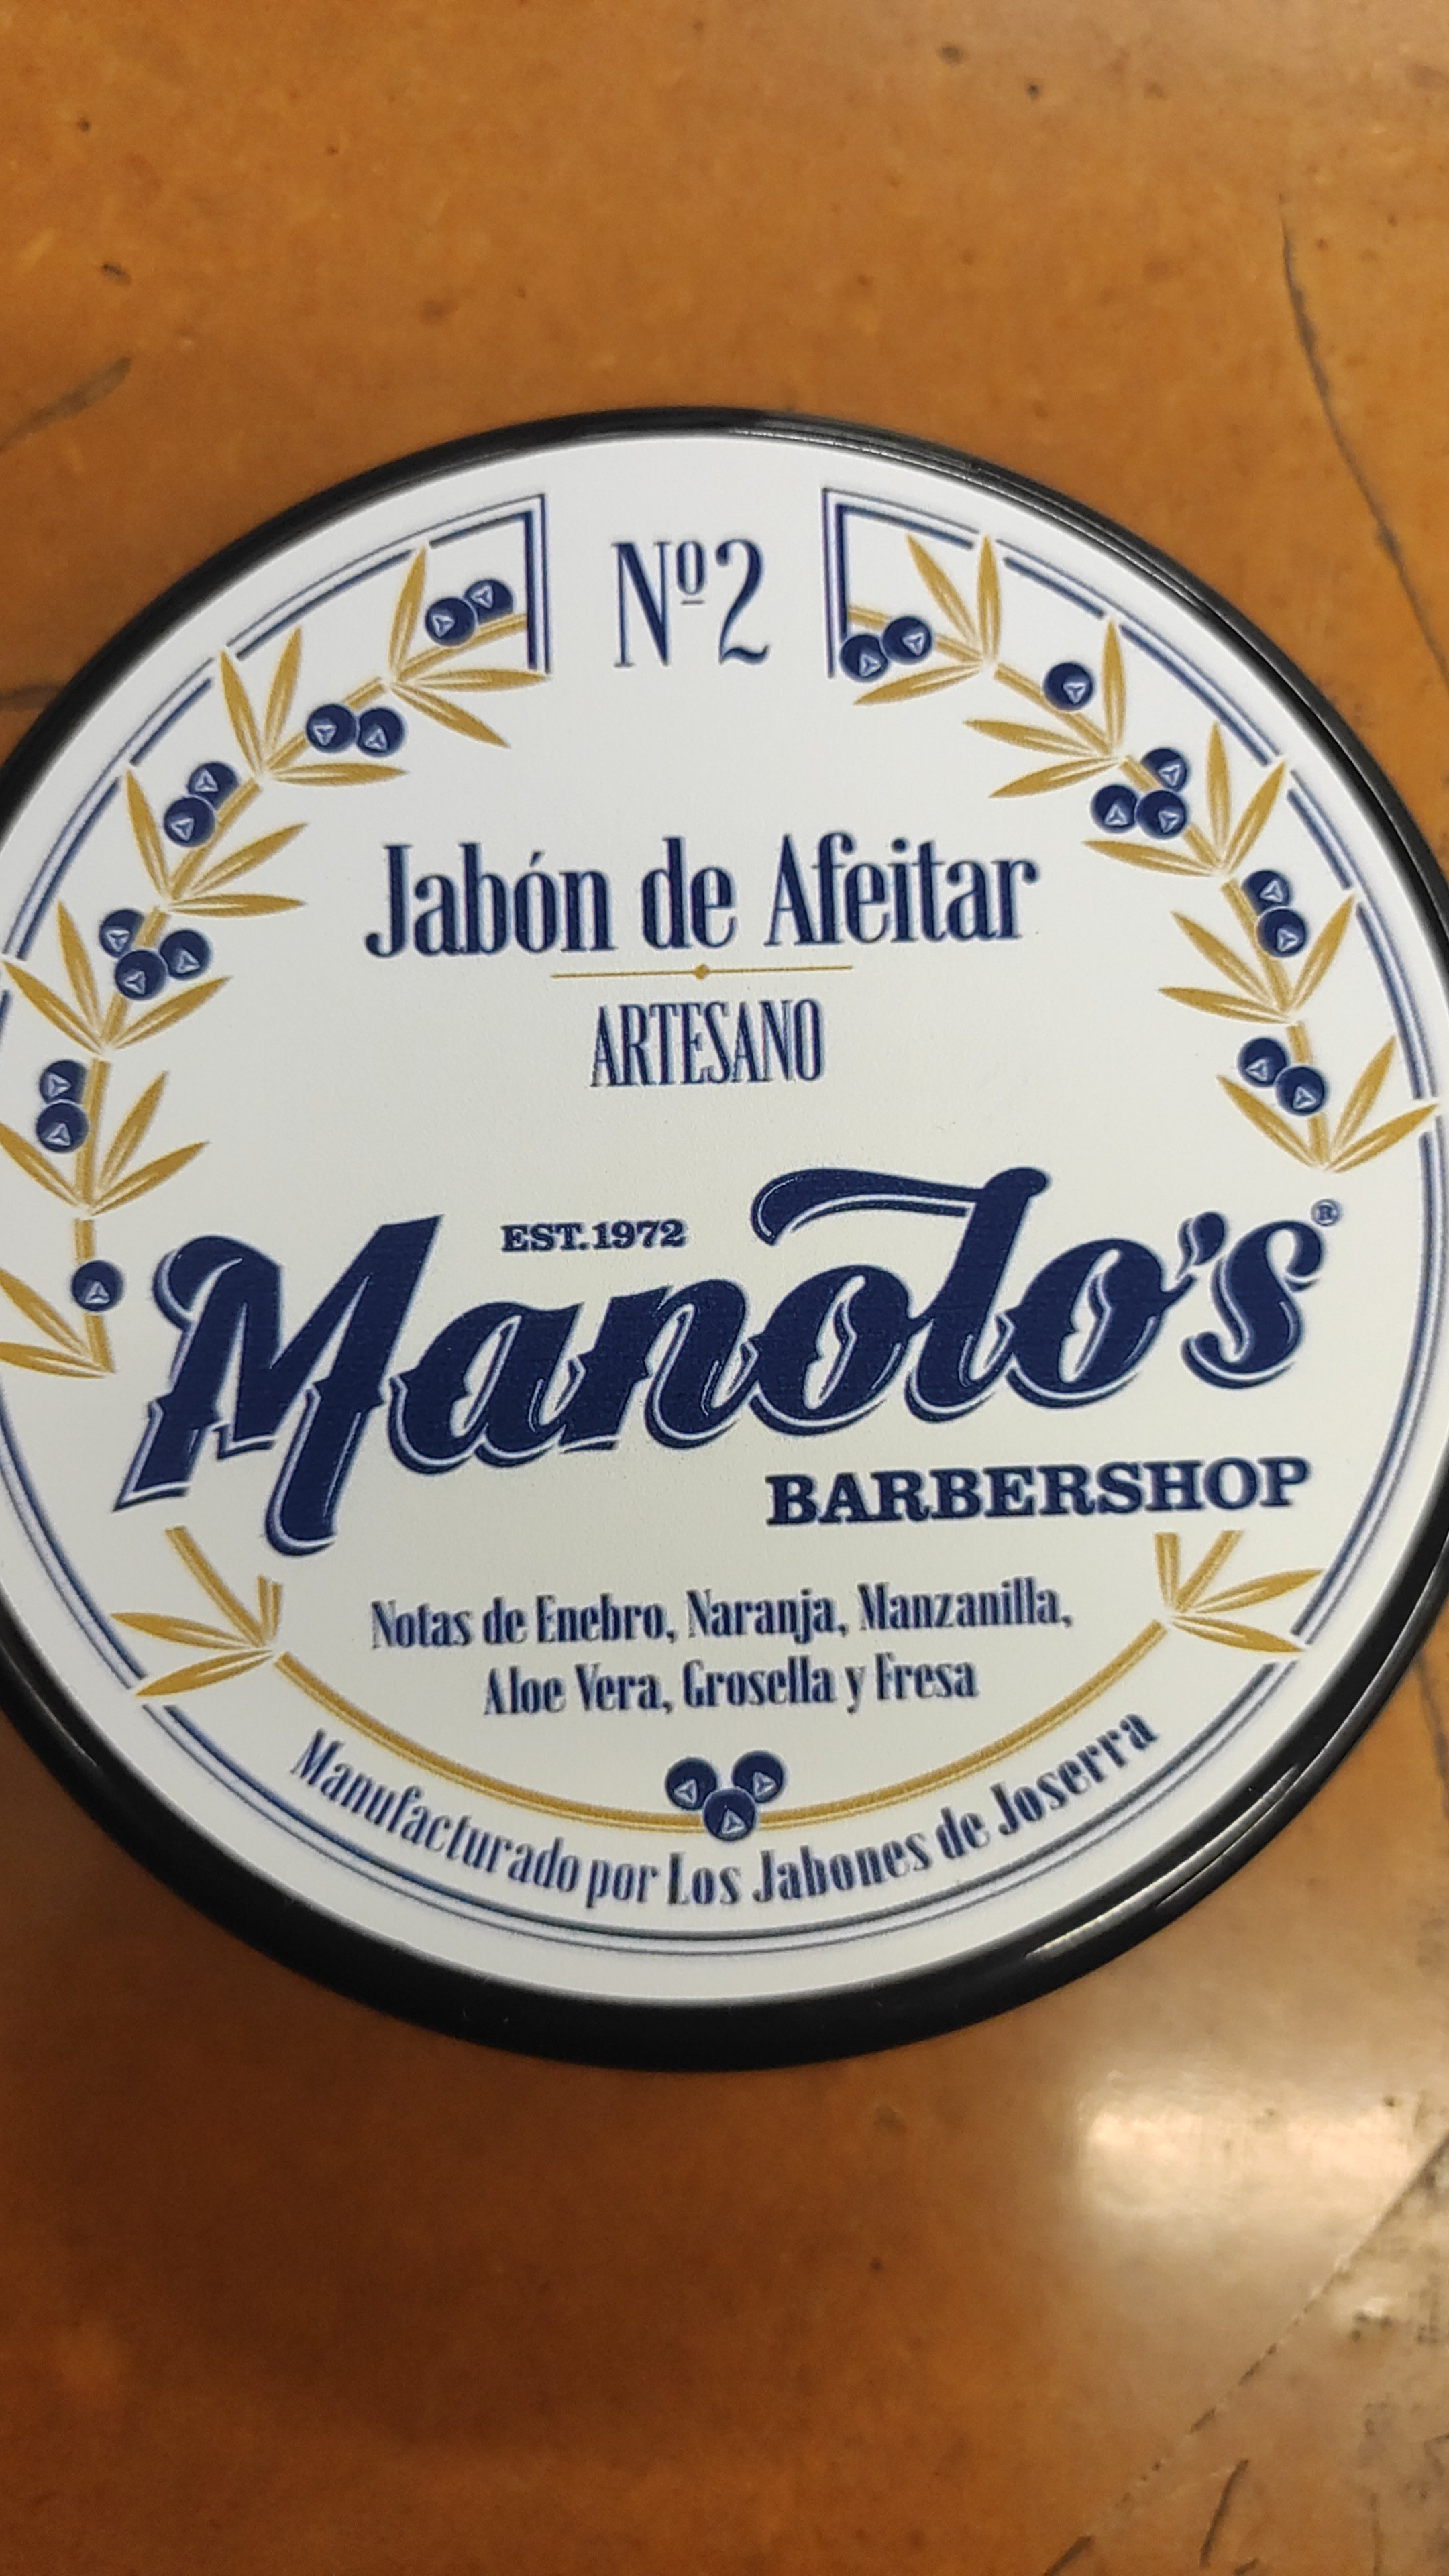 Nº2
Jabón de Afeitar
ARTESANO
EST.1972
Manolo's®
BARBERSHOP
Notas de Enebro, Naranja, Manzanilla,
Aloe Vera, Grosella y Fresa
Manufacturado por Los Jabones de Joserra